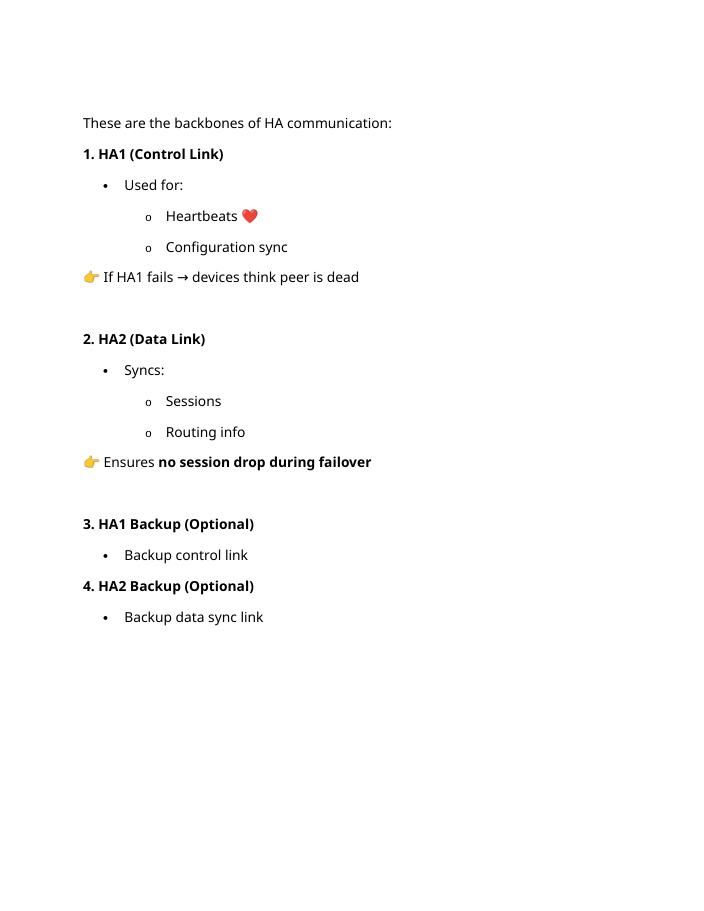 These are the backbones of HA communication:
1. HA1 (Control Link)
• Used for:
o Heartbeats ❤️
o Configuration sync
👉 If HA1 fails → devices think peer is dead
2. HA2 (Data Link)
• Syncs:
o Sessions
o Routing info
👉 Ensures no session drop during failover
3. HA1 Backup (Optional)
• Backup control link
4. HA2 Backup (Optional)
• Backup data sync link